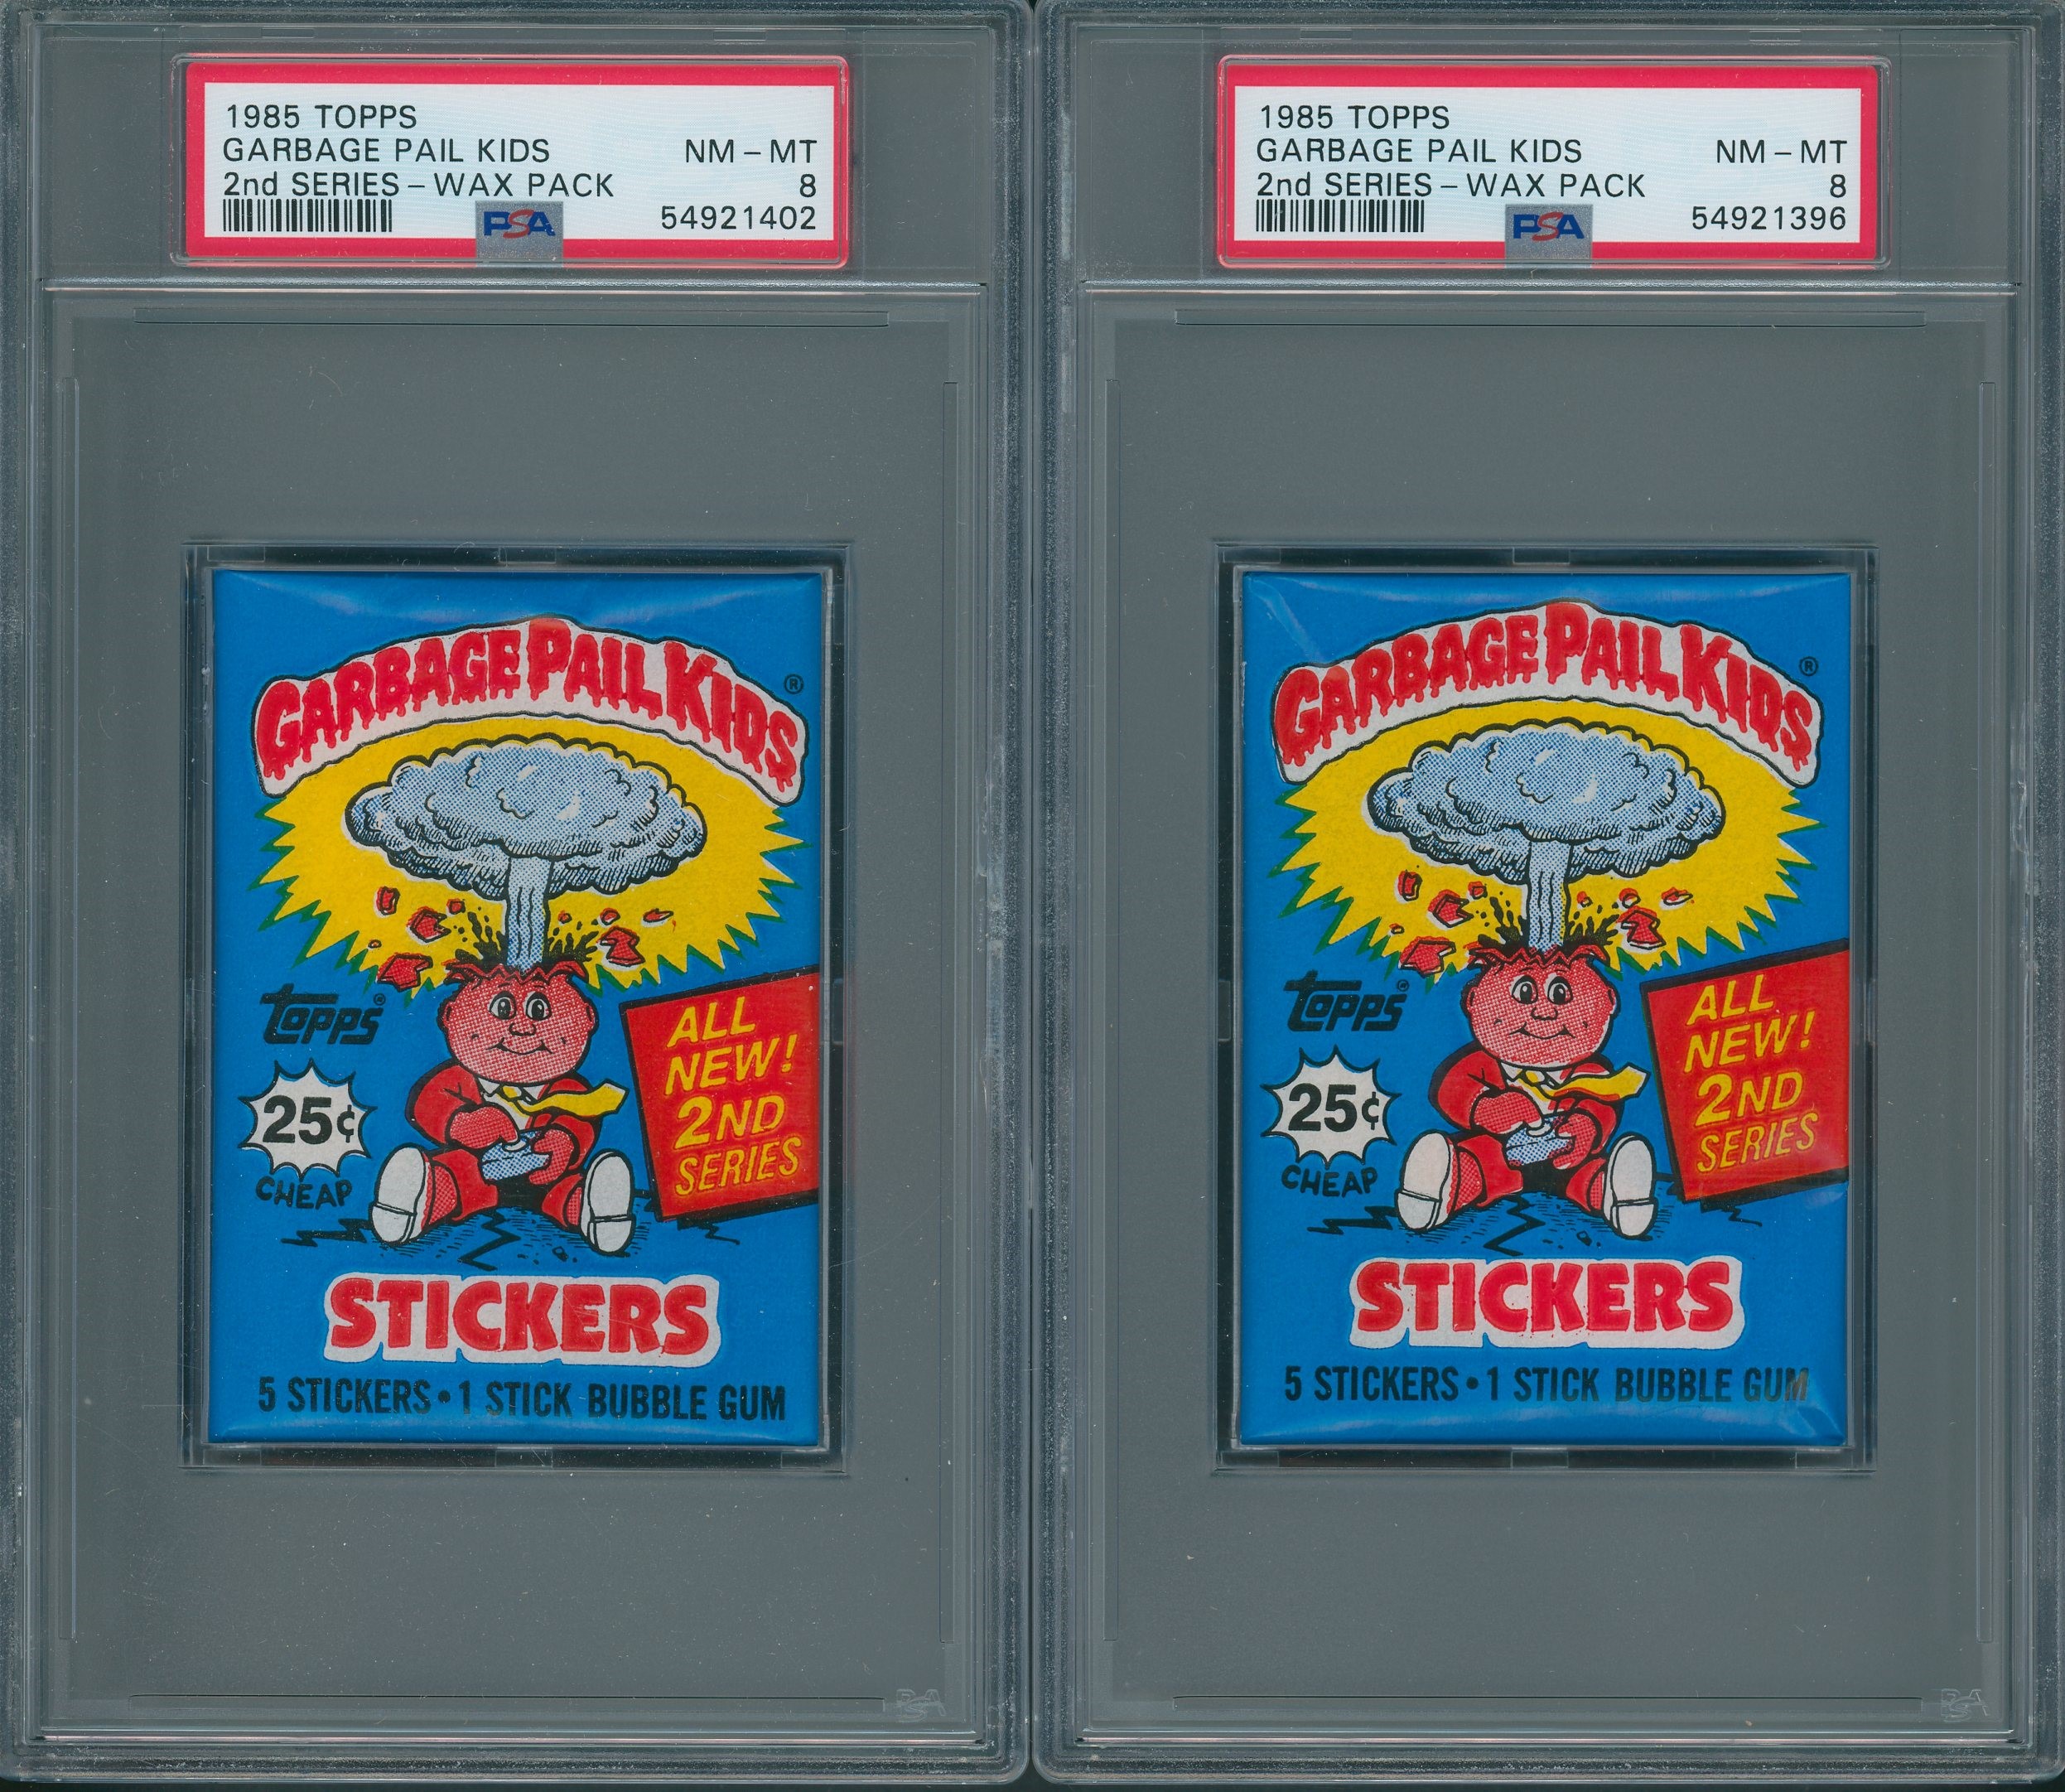 1985 TOPPS
GARBAGE PAIL KIDS NM-MT
2nd SERIES-WAX PACK 8
PSA 54921402
GARBAGE PAIL KIDS ®
topps®
25¢
CHEAP
ALL
NEW!
2ND
SERIES
STICKERS
5 STICKERS • 1 STICK BUBBLE GUM
PSA
1985 TOPPS
GARBAGE PAIL KIDS NM-MT
2nd SERIES-WAX PACK 8
PSA 54921396
GARBAGE PAIL KIDS ®
topps®
25¢
CHEAP
ALL
NEW!
2ND
SERIES
STICKERS
5 STICKERS • 1 STICK BUBBLE GUM
PSA